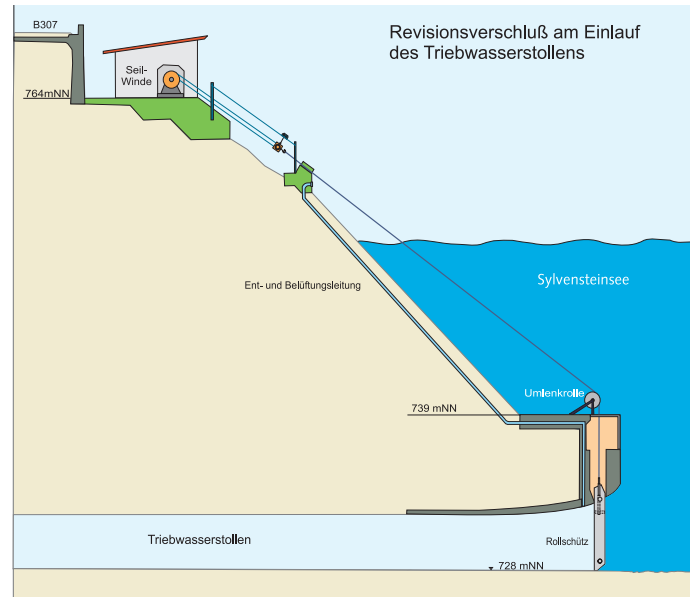 Revisionsverschluß am Einlauf
des Triebwasserstollens
B307
Seil-
Winde
764mNN
Sylvensteinsee
Ent- und Belüftungsleitung
Umlenkrolle
739 mNN
Triebwasserstollen
Rollschütz
728 mNN